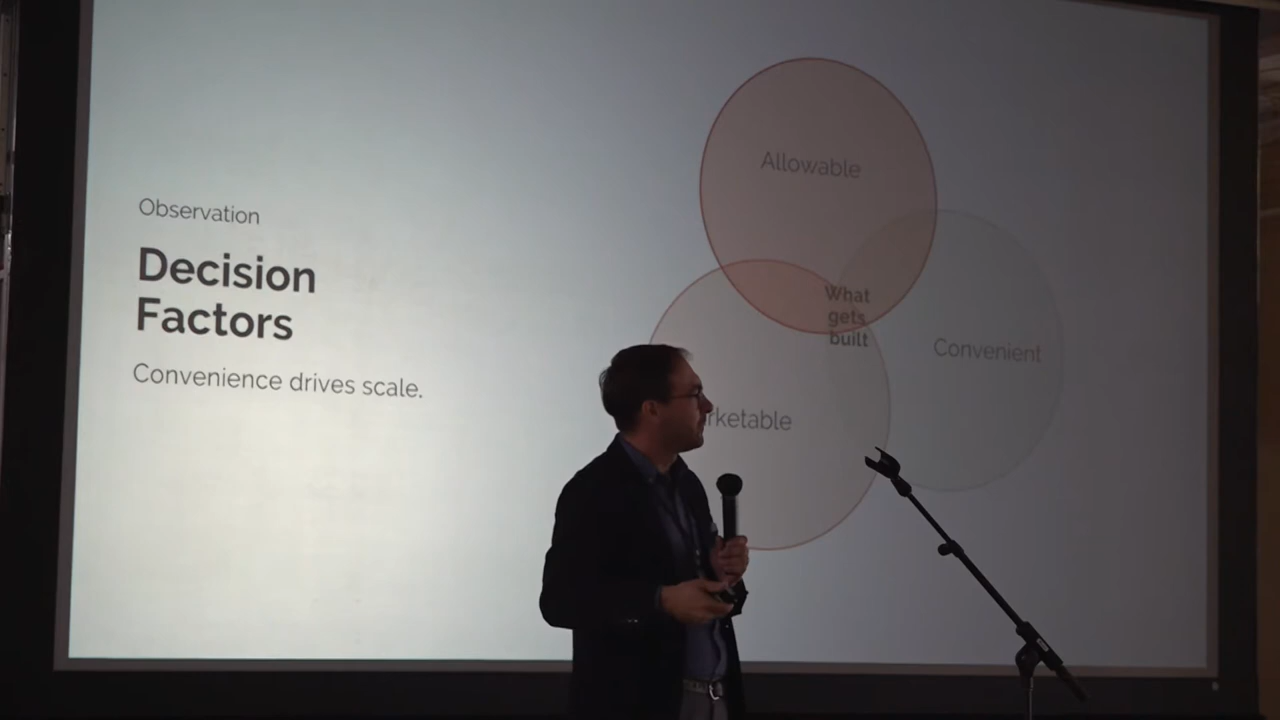 Observation
Decision
Factors
Convenience drives scale.
Allowable
What
gets
built
Convenient
rketable